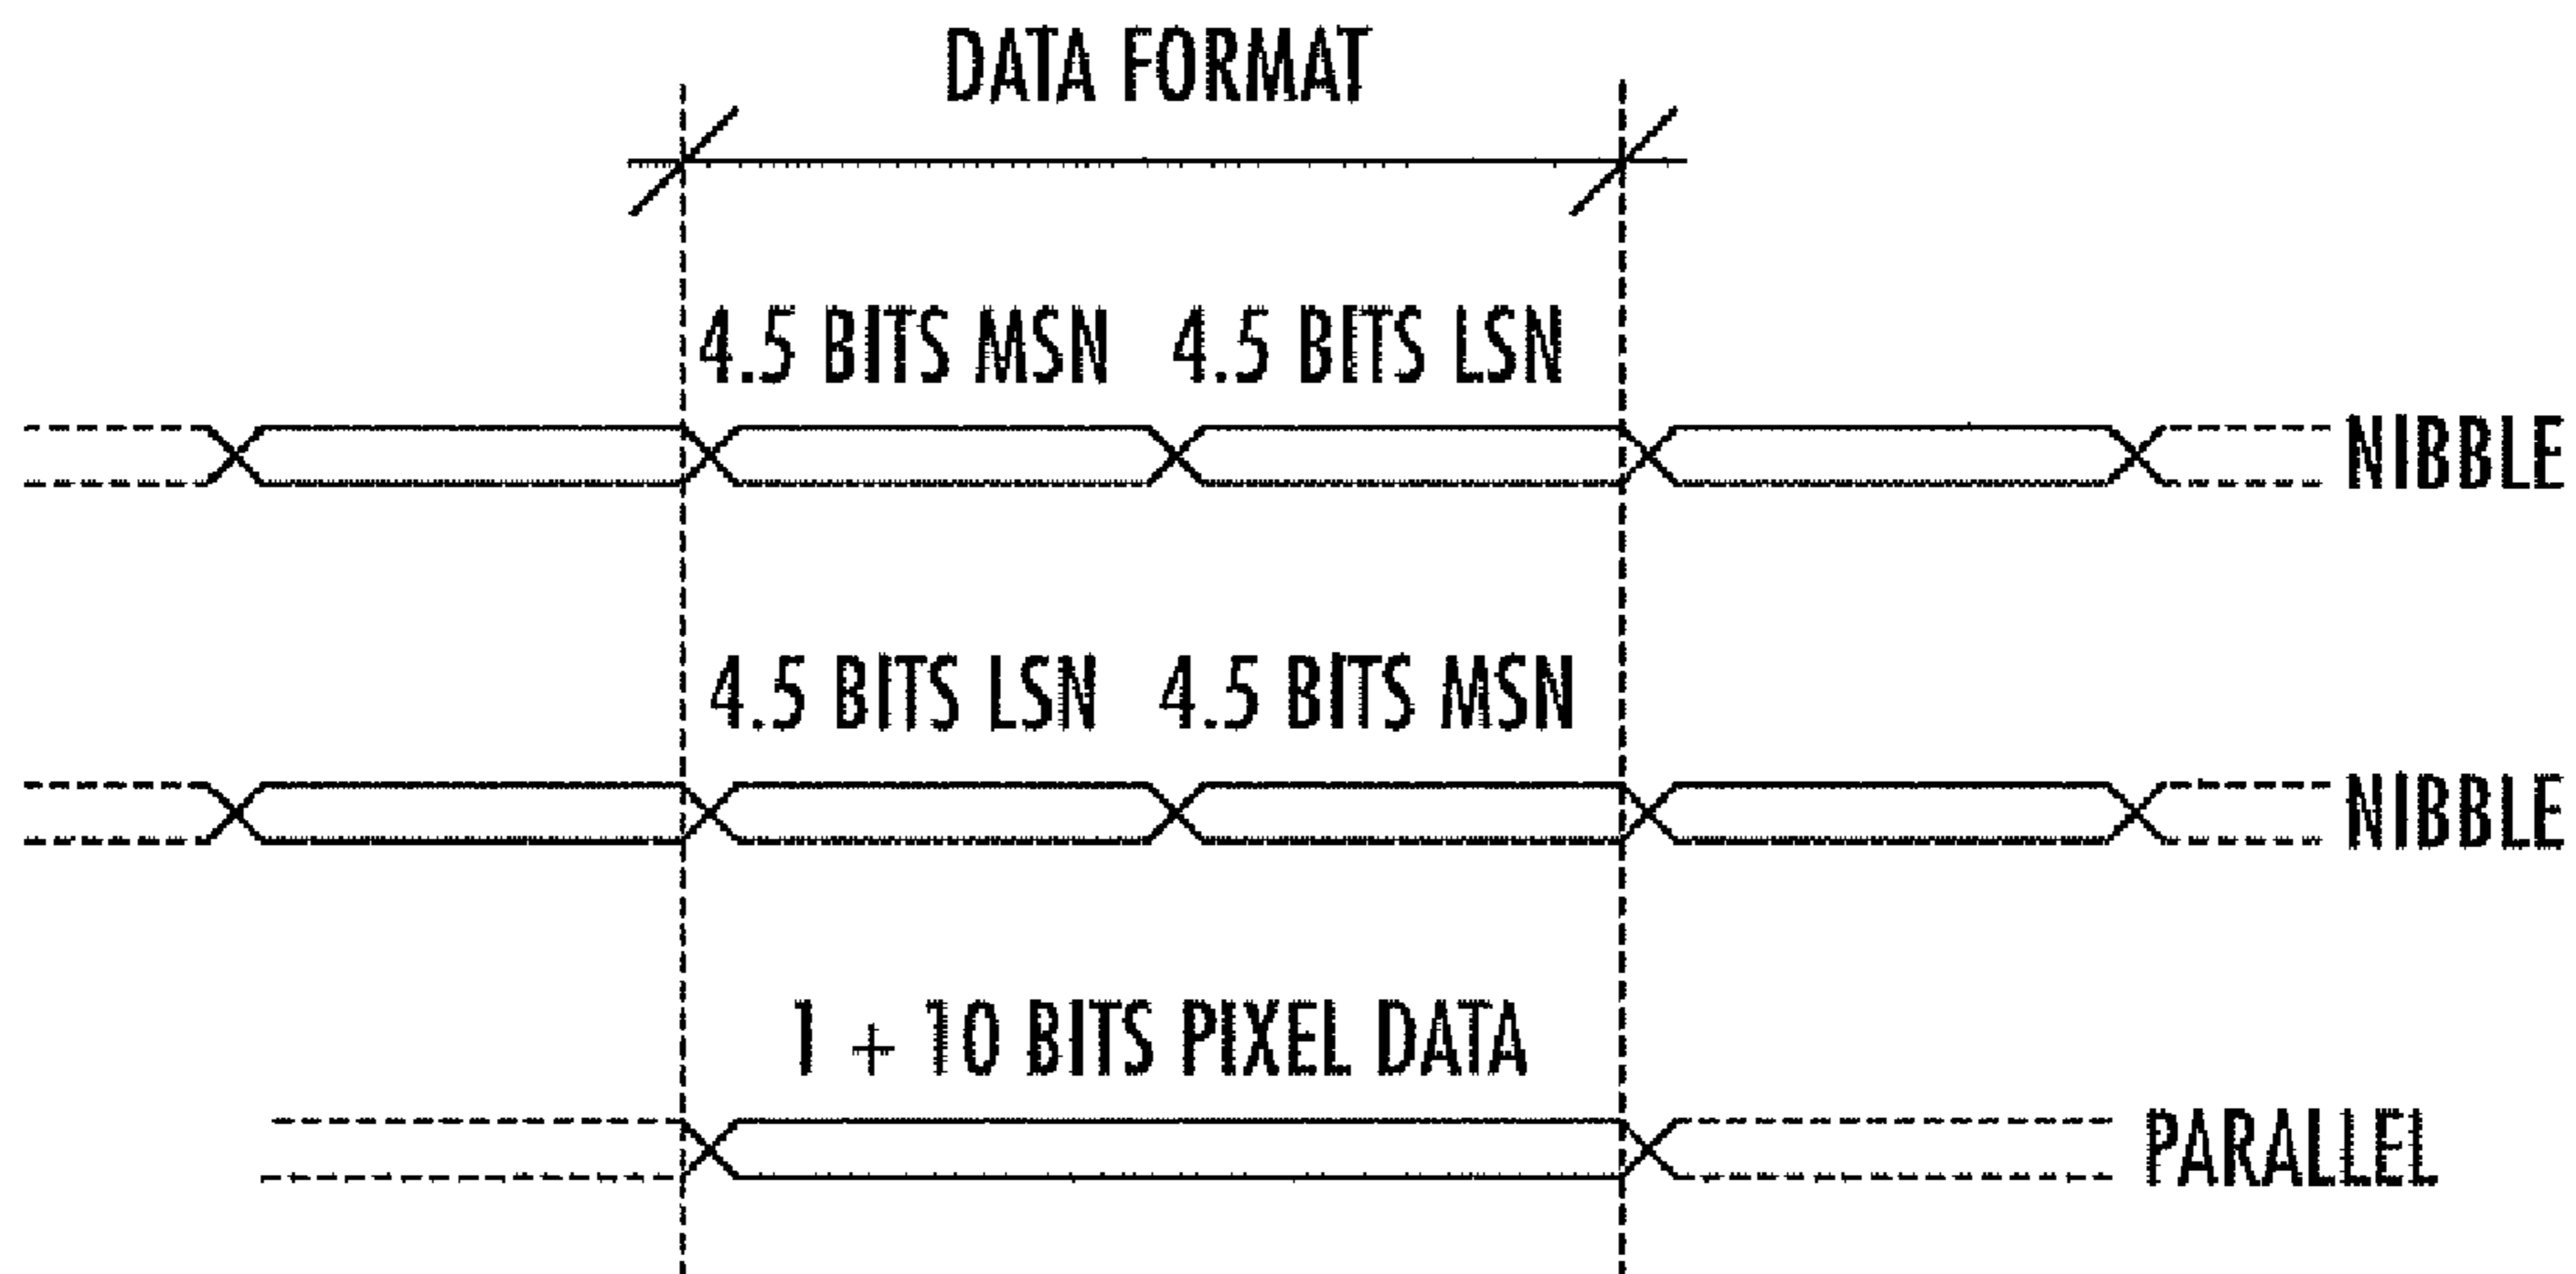 DATA FORMAT
4.5 BITS MSN 4.5 BITS LSN
NIBBLE
4.5 BITS LSN 4.5 BITS MSN
NIBBLE
1 + 10 BITS PIXEL DATA
PARALLEL